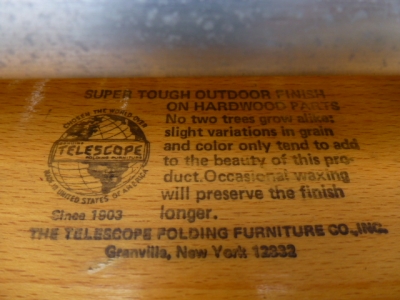 SUPER TOUGH OUTDOOR FINISH
ON HARDWOOD PARTS
No two trees grow alike:
slight variations in grain
and color only tend to add
to the beauty of this pro-
duct. Occasional waxing
will preserve the finish
longer.
TELESCOPE
Since 1903
THE TELESCOPE FOLDING FURNITURE CO., INC.
Granville, New York 12832